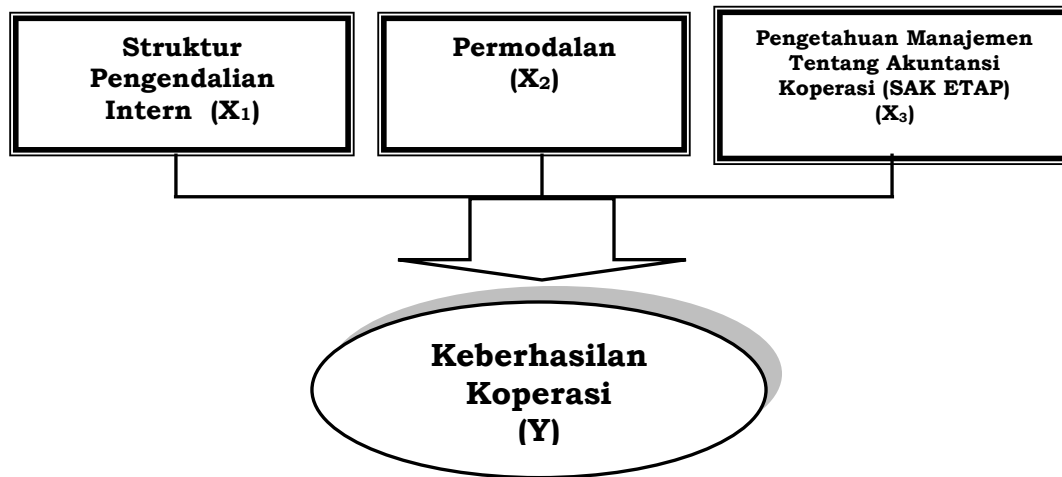 Struktur
Pengendalian
Intern (X₁)
Permodalan
(X₂)
Pengetahuan Manajemen
Tentang Akuntansi
Koperasi (SAK ETAP)
(X₃)
Keberhasilan
Koperasi
(Y)